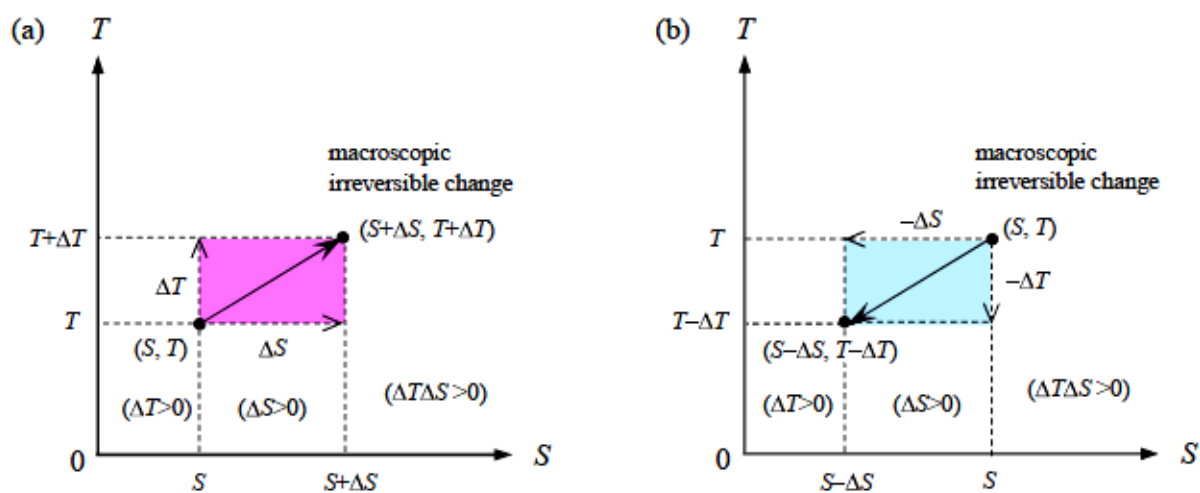 (a)
T
macroscopic
irreversible change
T+ΔT
(S+ΔS, T+ΔT)
ΔT
T
(S, T)
ΔS
(ΔT>0)
(ΔS>0)
(ΔTΔS>0)
0
S
S+ΔS
S
(b)
T
macroscopic
irreversible change
T
−ΔS
(S, T)
−ΔT
T−ΔT
(S−ΔS, T−ΔT)
(ΔT>0)
(ΔS>0)
(ΔTΔS>0)
0
S−ΔS
S
S